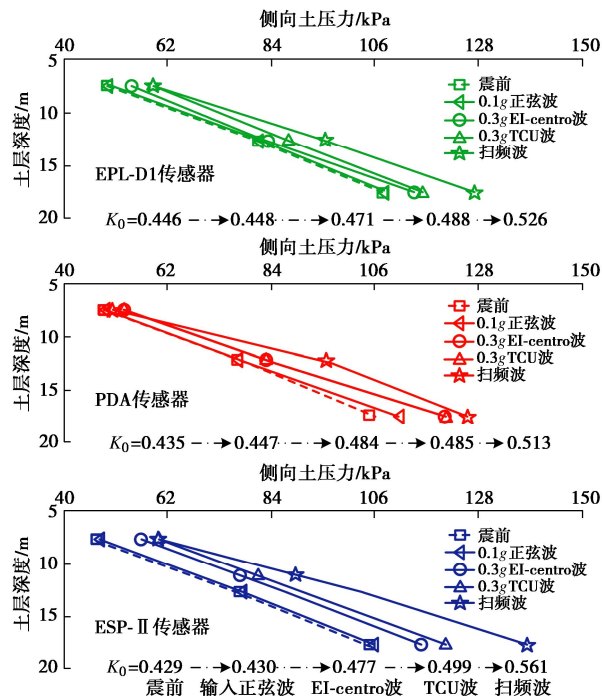 侧向土压力/kPa
40 62 84 106 128 150
5
10
15
20
土层深度/m
震前
0.1g正弦波
0.3gEI-centro波
0.3gTCU波
扫频波
EPL-D1传感器
K₀=0.446 0.448 0.471 0.488 0.526
侧向土压力/kPa
40 62 84 106 128 150
5
10
15
20
土层深度/m
震前
0.1g正弦波
0.3gEI-centro波
0.3gTCU波
扫频波
PDA传感器
K₀=0.435 0.447 0.484 0.485 0.513
侧向土压力/kPa
40 62 84 106 128 150
5
10
15
20
土层深度/m
震前
0.1g正弦波
0.3gEI-centro波
0.3gTCU波
扫频波
ESP-Ⅱ传感器
K₀=0.429 0.430 0.477 0.499 0.561
震前 输入正弦波 EI-centro波 TCU波 扫频波